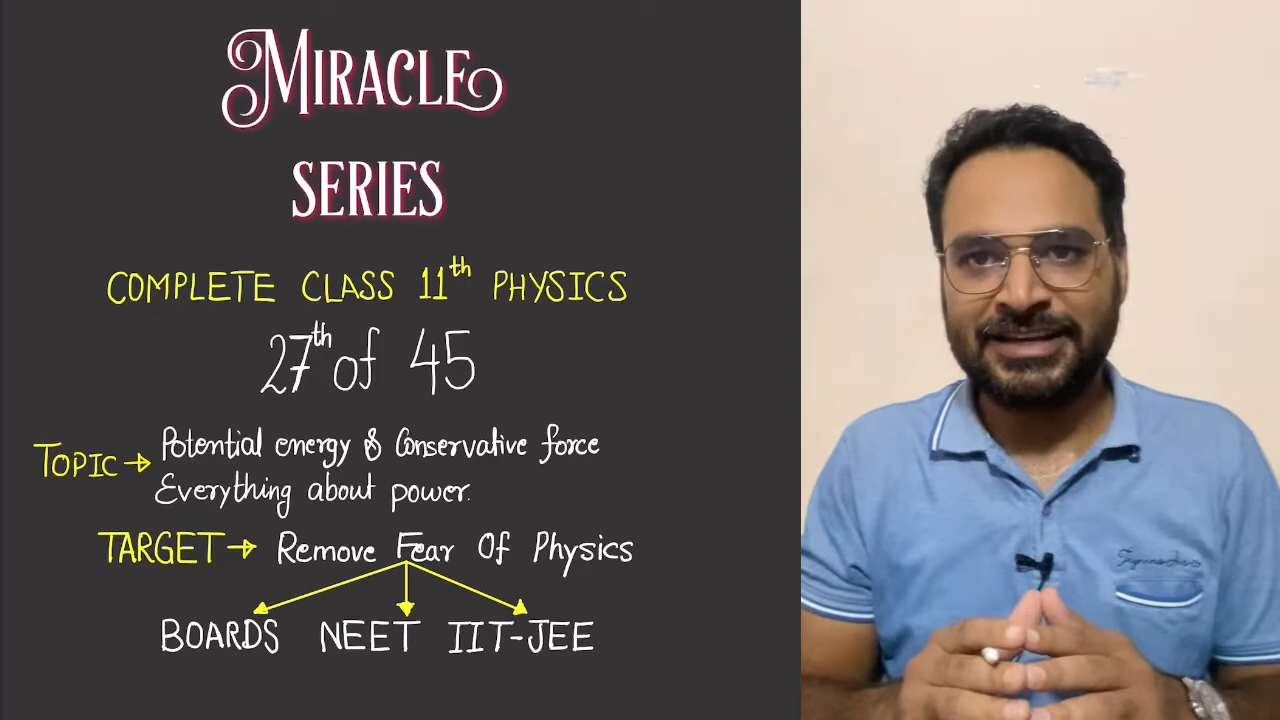 MIRACLE
SERIES
COMPLETE CLASS 11th PHYSICS
27th of 45
TOPIC → Potential energy & Conservative force
Everything about power.
TARGET → Remove Fear Of Physics
BOARDS NEET IIT-JEE